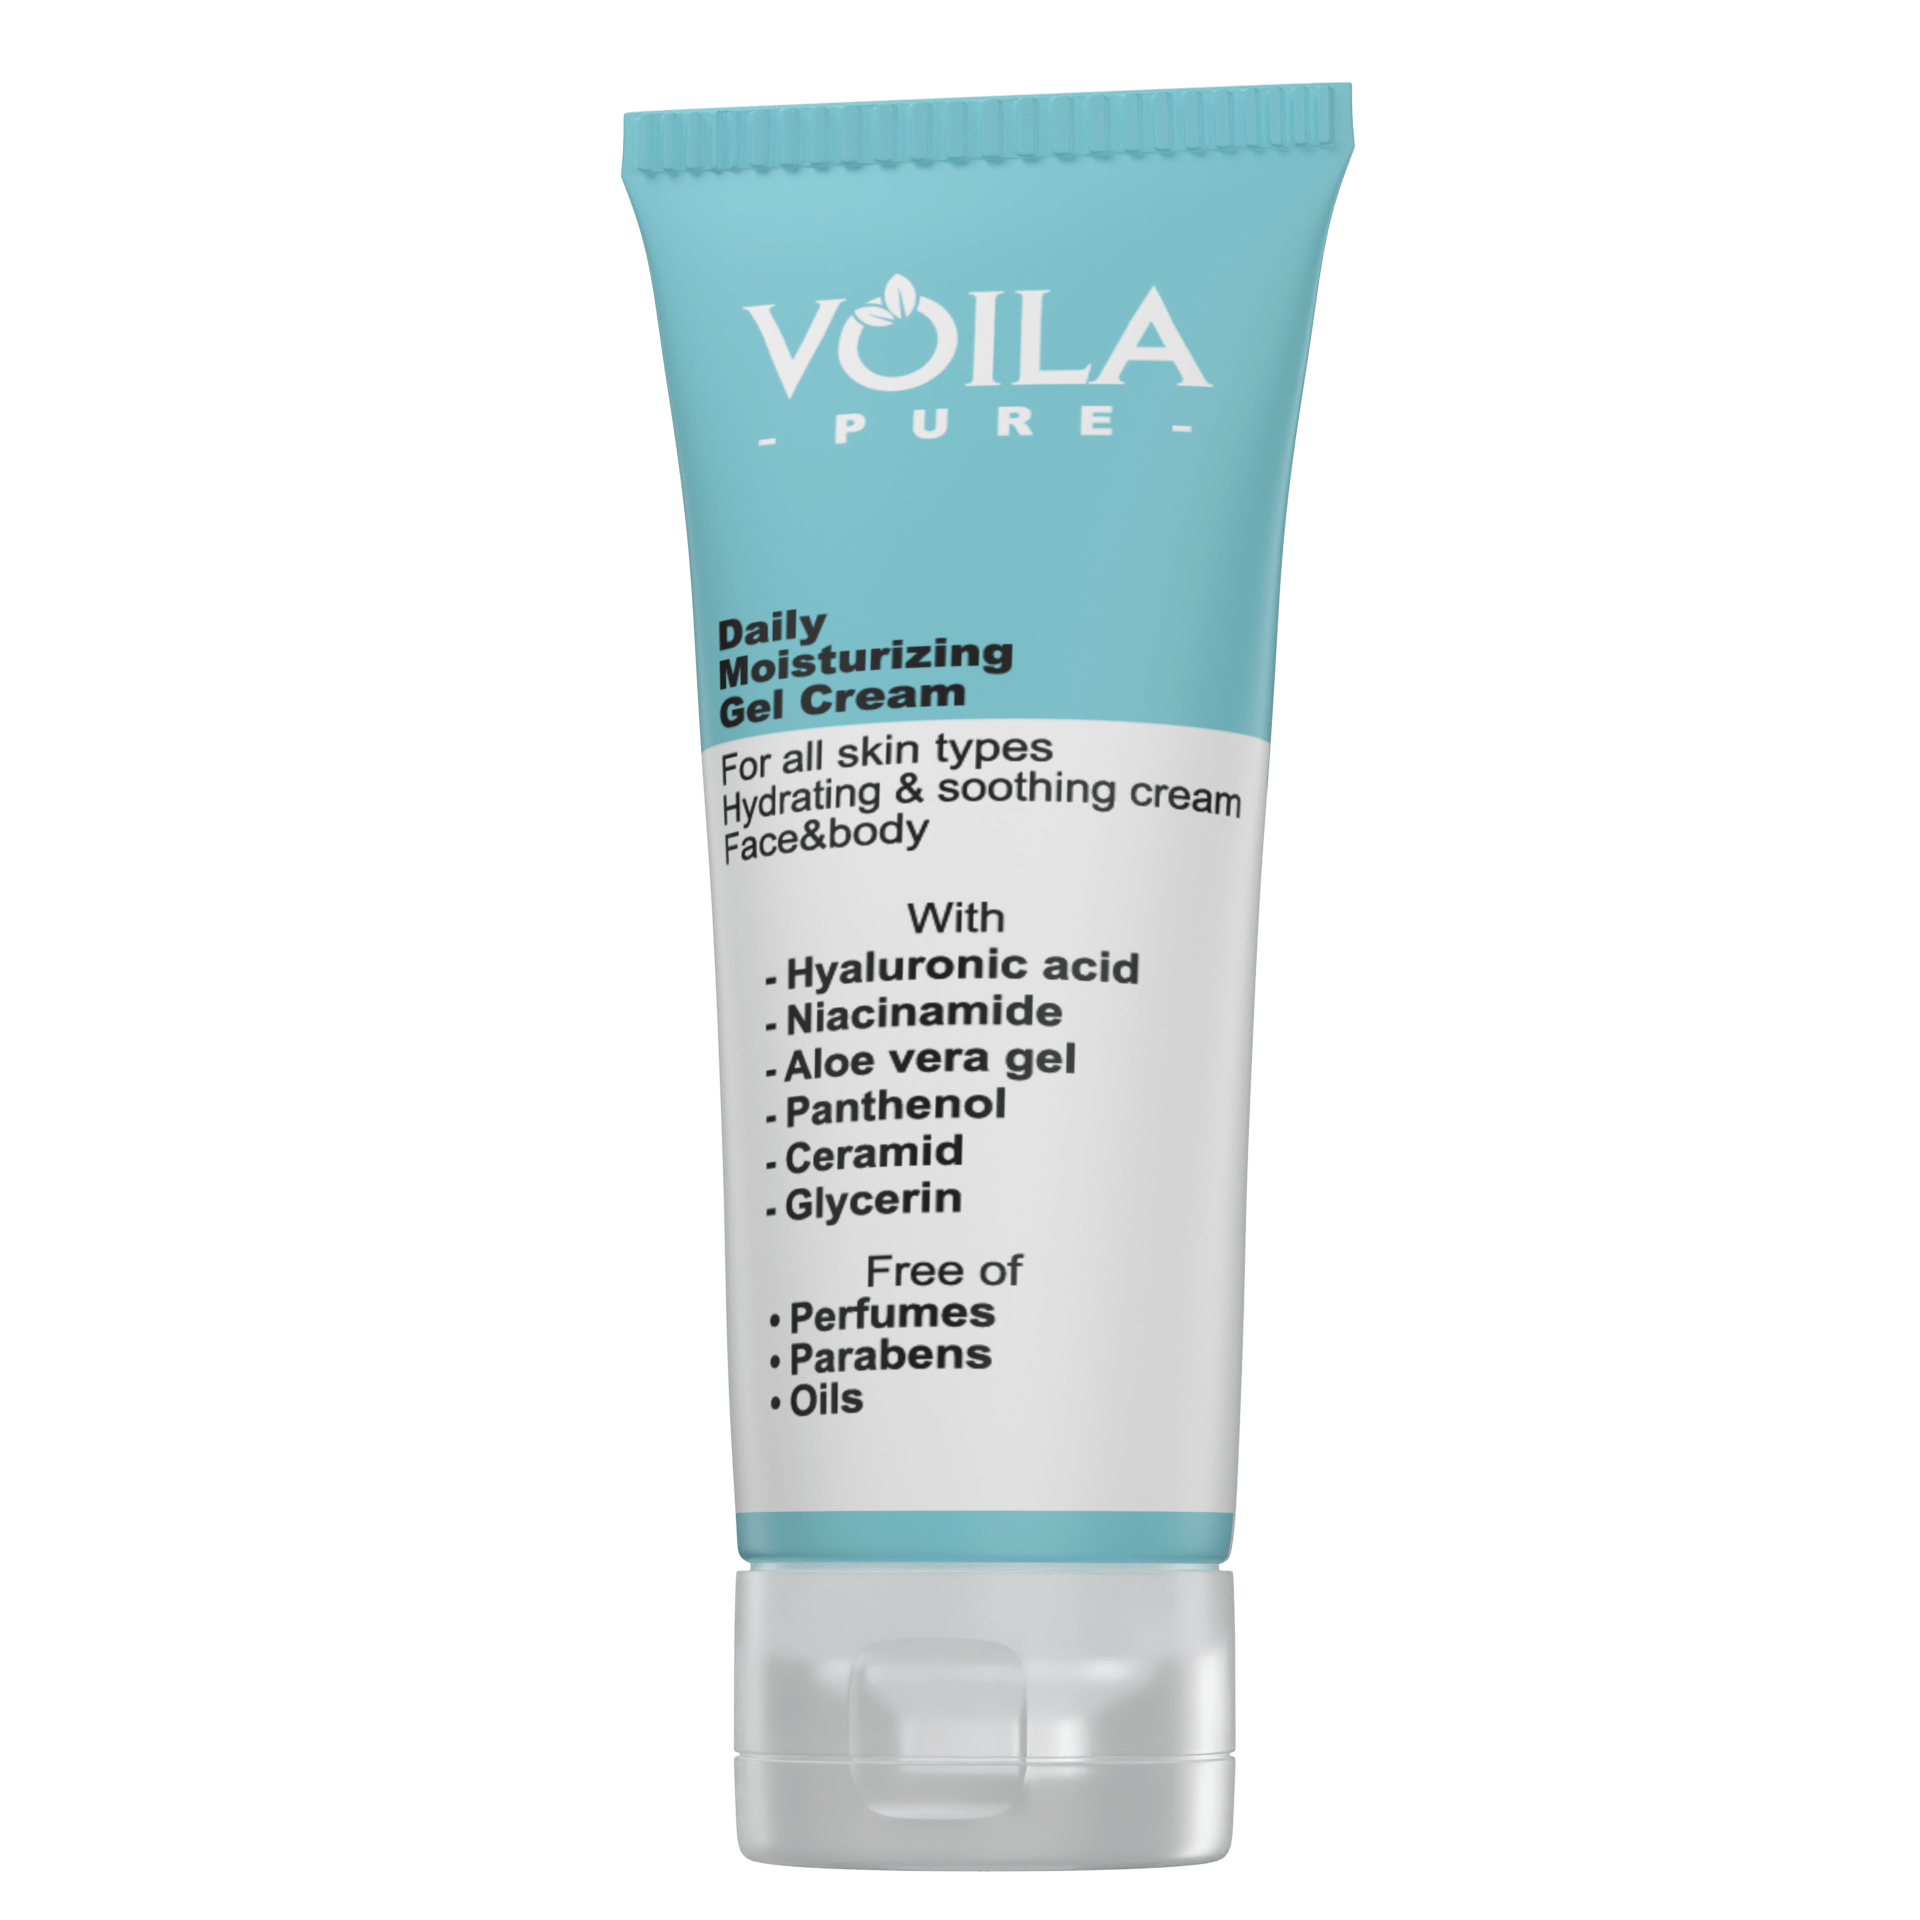 VOILA
- PURE -
Daily
Moisturizing
Gel Cream
For all skin types
Hydrating & soothing cream
Face&body
With
- Hyaluronic acid
- Niacinamide
- Aloe vera gel
- Panthenol
- Ceramid
- Glycerin
Free of
• Perfumes
• Parabens
• Oils